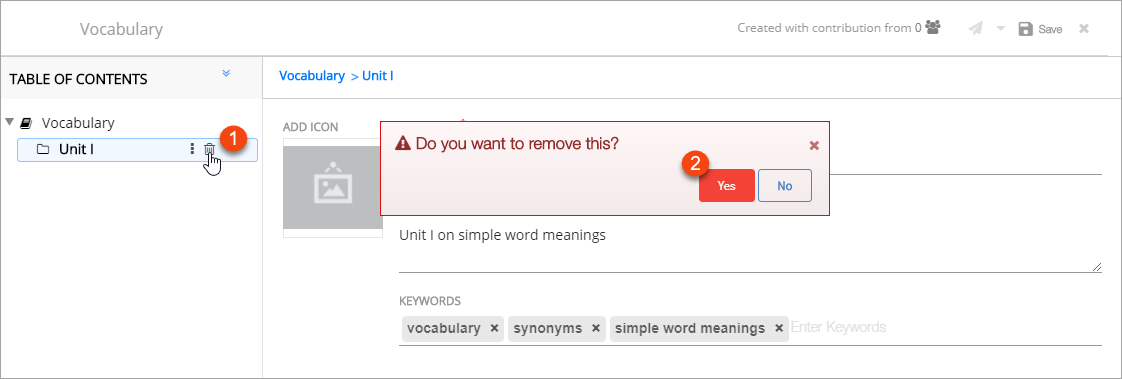 Vocabulary
Created with contribution from 0
Save
TABLE OF CONTENTS
Vocabulary > Unit I
Vocabulary
Unit I
1
ADD ICON
Do you want to remove this?
2
Yes
No
Unit I on simple word meanings
KEYWORDS
vocabulary × synonyms × simple word meanings × Enter Keywords